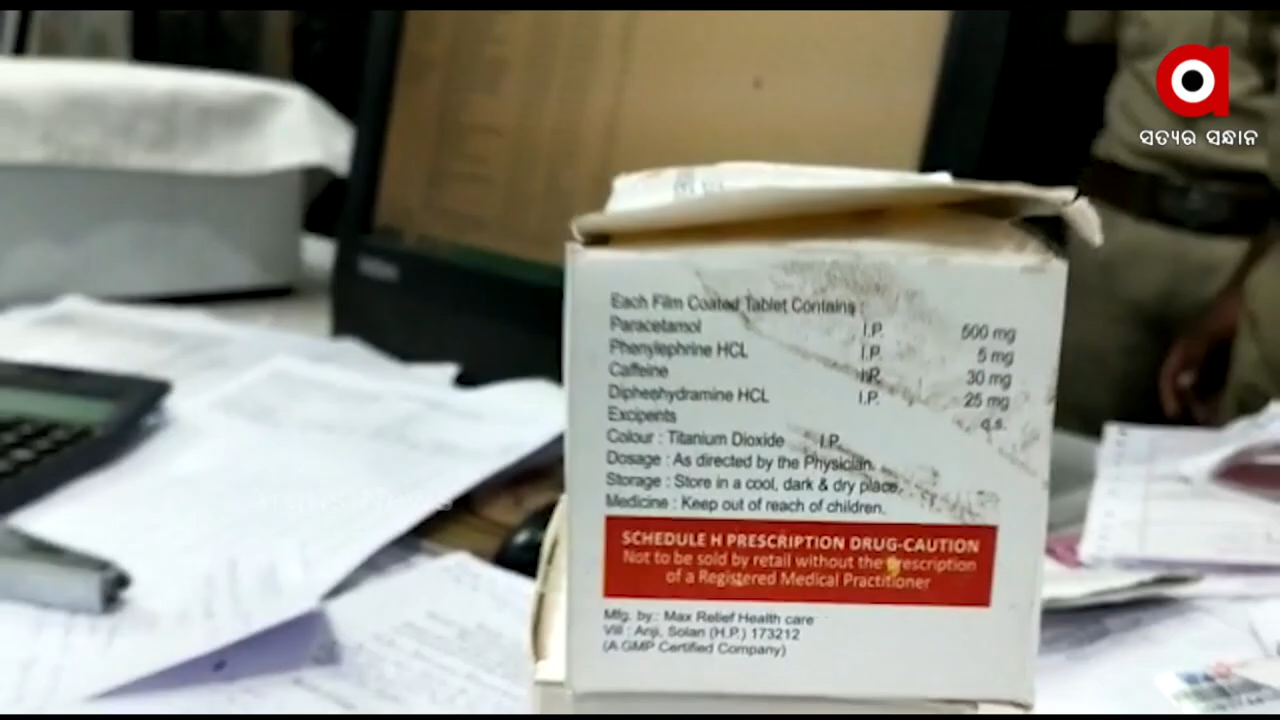 ସତ୍ୟର ସନ୍ଧାନ
Each Film Coated Tablet Contains :
Paracetamol I.P. 500 mg
Phenylephrine HCL I.P. 5 mg
Caffeine I.P. 30 mg
Diphenhydramine HCL I.P. 25 mg
Excipents q.s.
Colour : Titanium Dioxide I.P.
Dosage : As directed by the Physician.
Storage : Store in a cool, dark & dry place.
Medicine : Keep out of reach of children.
SCHEDULE H PRESCRIPTION DRUG-CAUTION
Not to be sold by retail without the Prescription
of a Registered Medical Practitioner
Mfg. by.: Max Relief Health care
Vill : Anji, Solan (H.P.) 173212
(A GMP Certified Company)